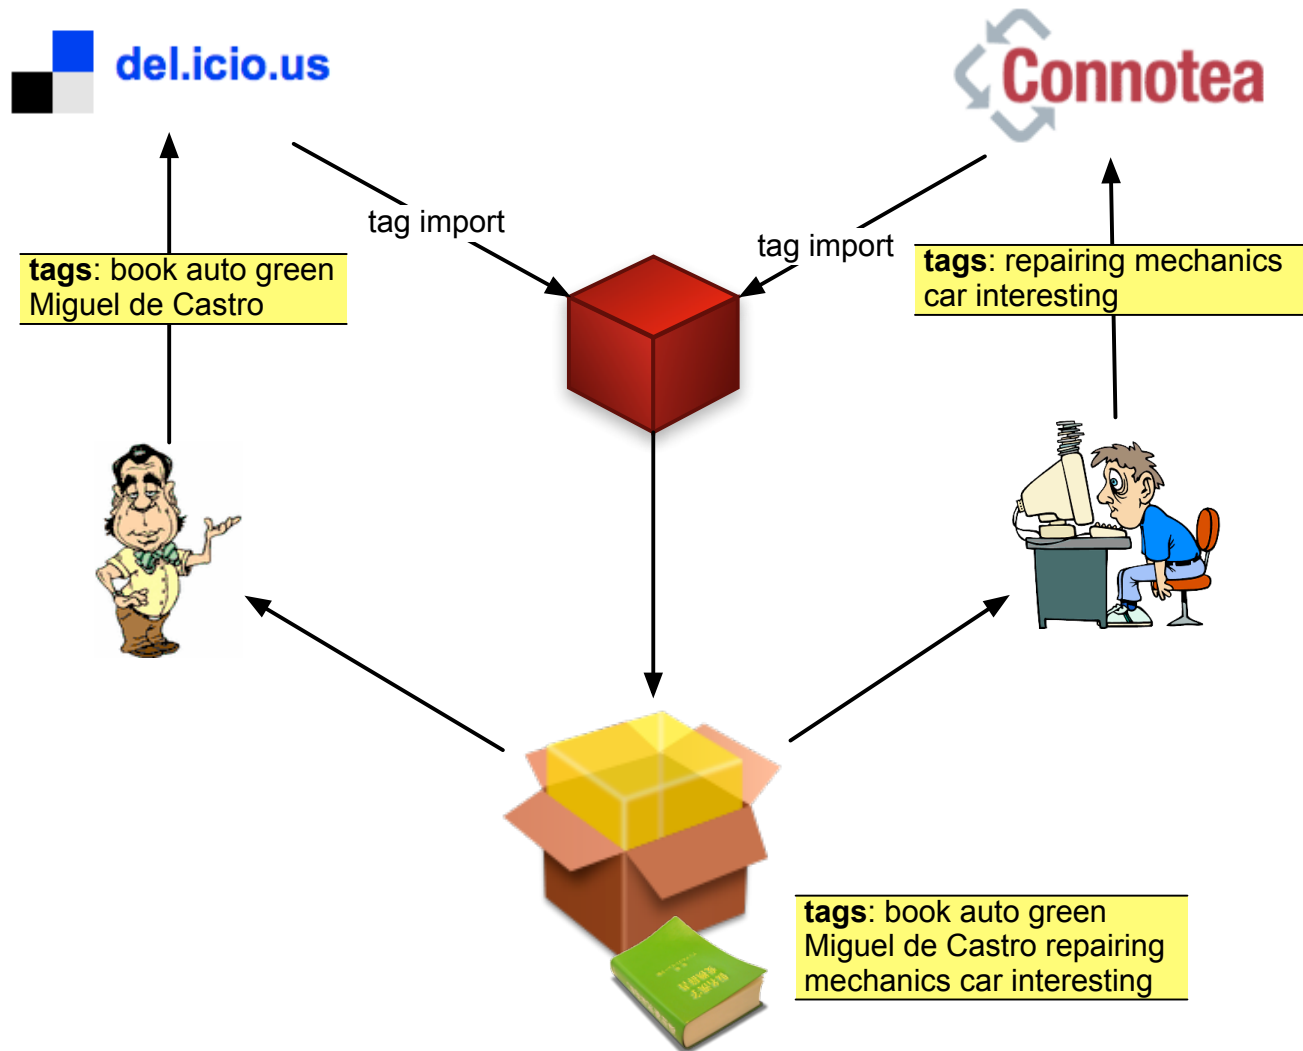 del.icio.us
Connotea
tag import
tag import
tags: book auto green
Miguel de Castro
tags: repairing mechanics
car interesting
tags: book auto green
Miguel de Castro repairing
mechanics car interesting